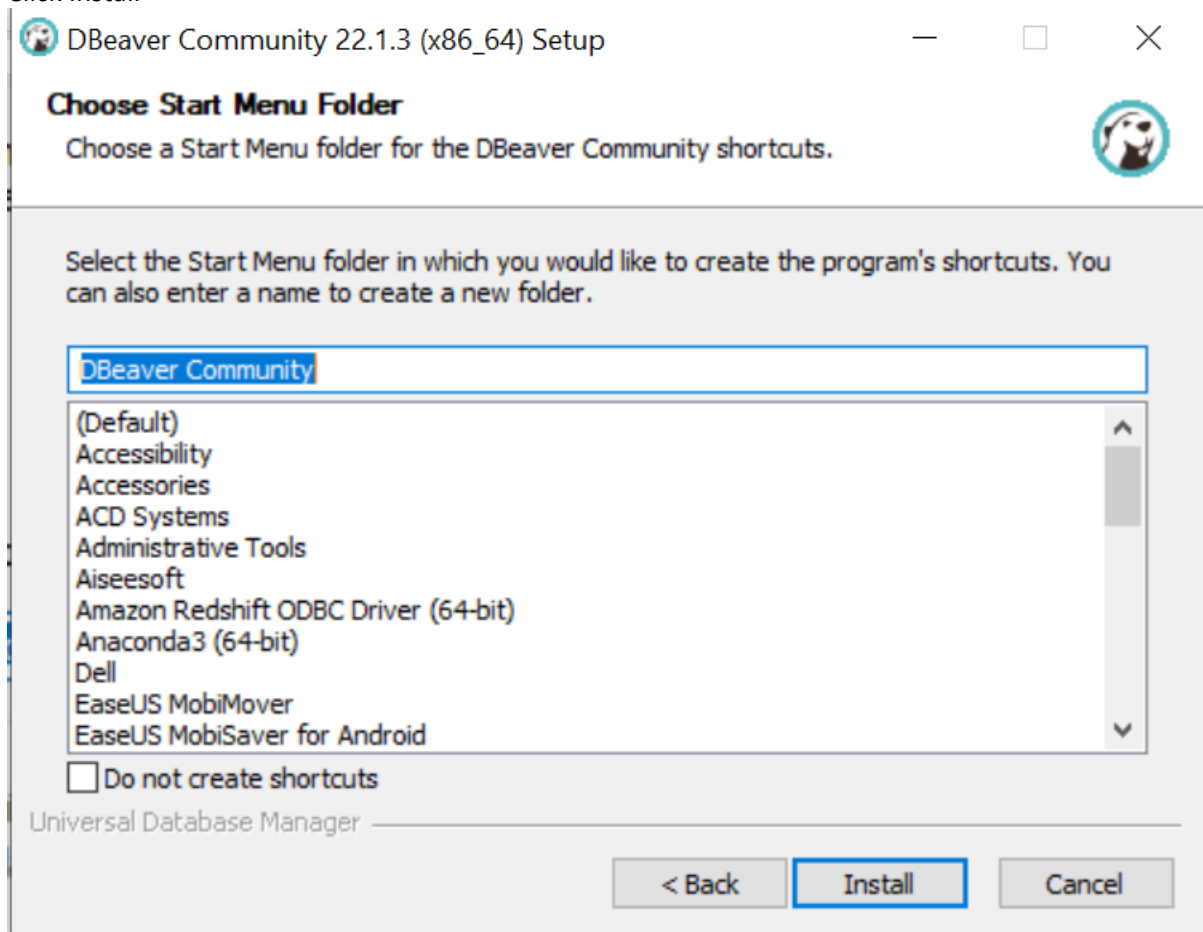 Click Install
DBeaver Community 22.1.3 (x86_64) Setup
Choose Start Menu Folder
Choose a Start Menu folder for the DBeaver Community shortcuts.
Select the Start Menu folder in which you would like to create the program's shortcuts. You
can also enter a name to create a new folder.
DBeaver Community
(Default)
Accessibility
Accessories
ACD Systems
Administrative Tools
Aiseesoft
Amazon Redshift ODBC Driver (64-bit)
Anaconda3 (64-bit)
Dell
EaseUS MobiMover
EaseUS MobiSaver for Android
Do not create shortcuts
Universal Database Manager
< Back Install Cancel